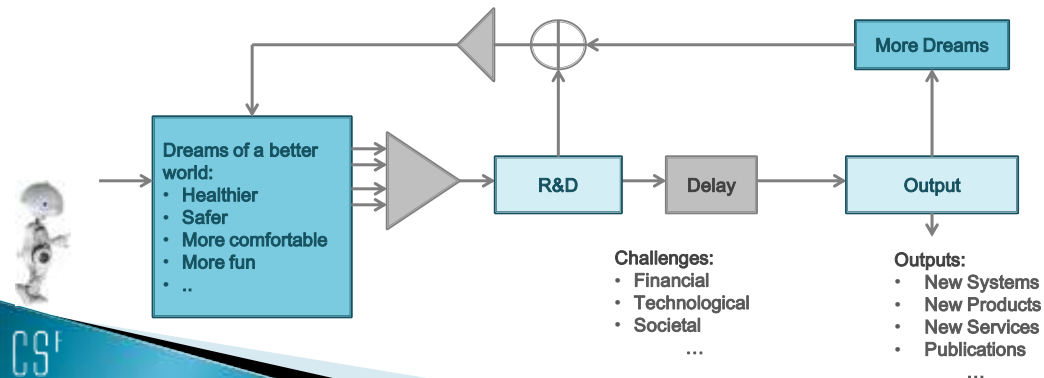 More Dreams
Dreams of a better
world:
• Healthier
• Safer
• More comfortable
• More fun
• ..
R&D
Delay
Output
Challenges:
• Financial
• Technological
• Societal
...
Outputs:
• New Systems
• New Products
• New Services
• Publications
...
CSF